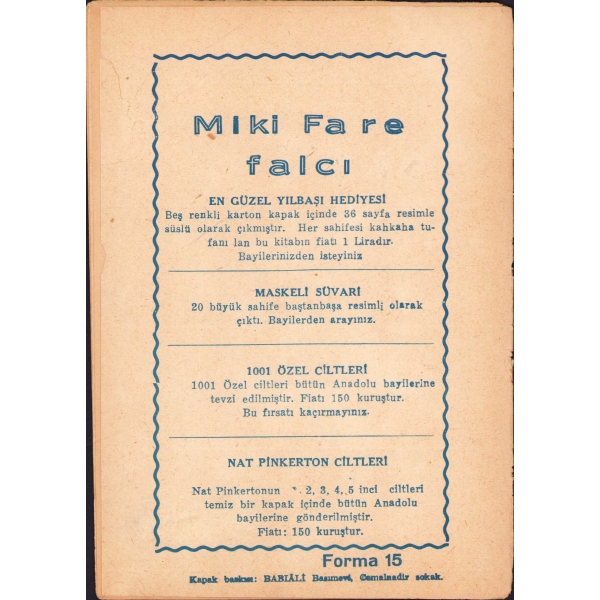 Miki Fare
falcı
EN GÜZEL YILBAŞI HEDİYESİ
Beş renkli karton kapak içinde 36 sayfa resimle
süslü olarak çıkmıştır. Her sahifesi kahkaha tu-
fanı lan bu kitabın fiatı 1 Liradır.
Bayilerinizden isteyiniz
MASKELİ SÜVARİ
20 büyük sahife baştanbaşa resimli olarak
çıktı. Bayilerden arayınız.
1001 ÖZEL CİLTLERİ
1001 Özel ciltleri bütün Anadolu bayilerine
tevzi edilmiştir. Fiatı 150 kuruştur.
Bu fırsatı kaçırmayınız.
NAT PİNKERTON CİLTLERİ
Nat Pinkertonun 2, 3, 4, 5 inci ciltleri
temiz bir kapak içinde bütün Anadolu
bayilerine gönderilmiştir.
Fiatı: 150 kuruştur.
Forma 15
Kapak baskısı: BABIÂLİ Basımevi, Cemalnadir sokak.